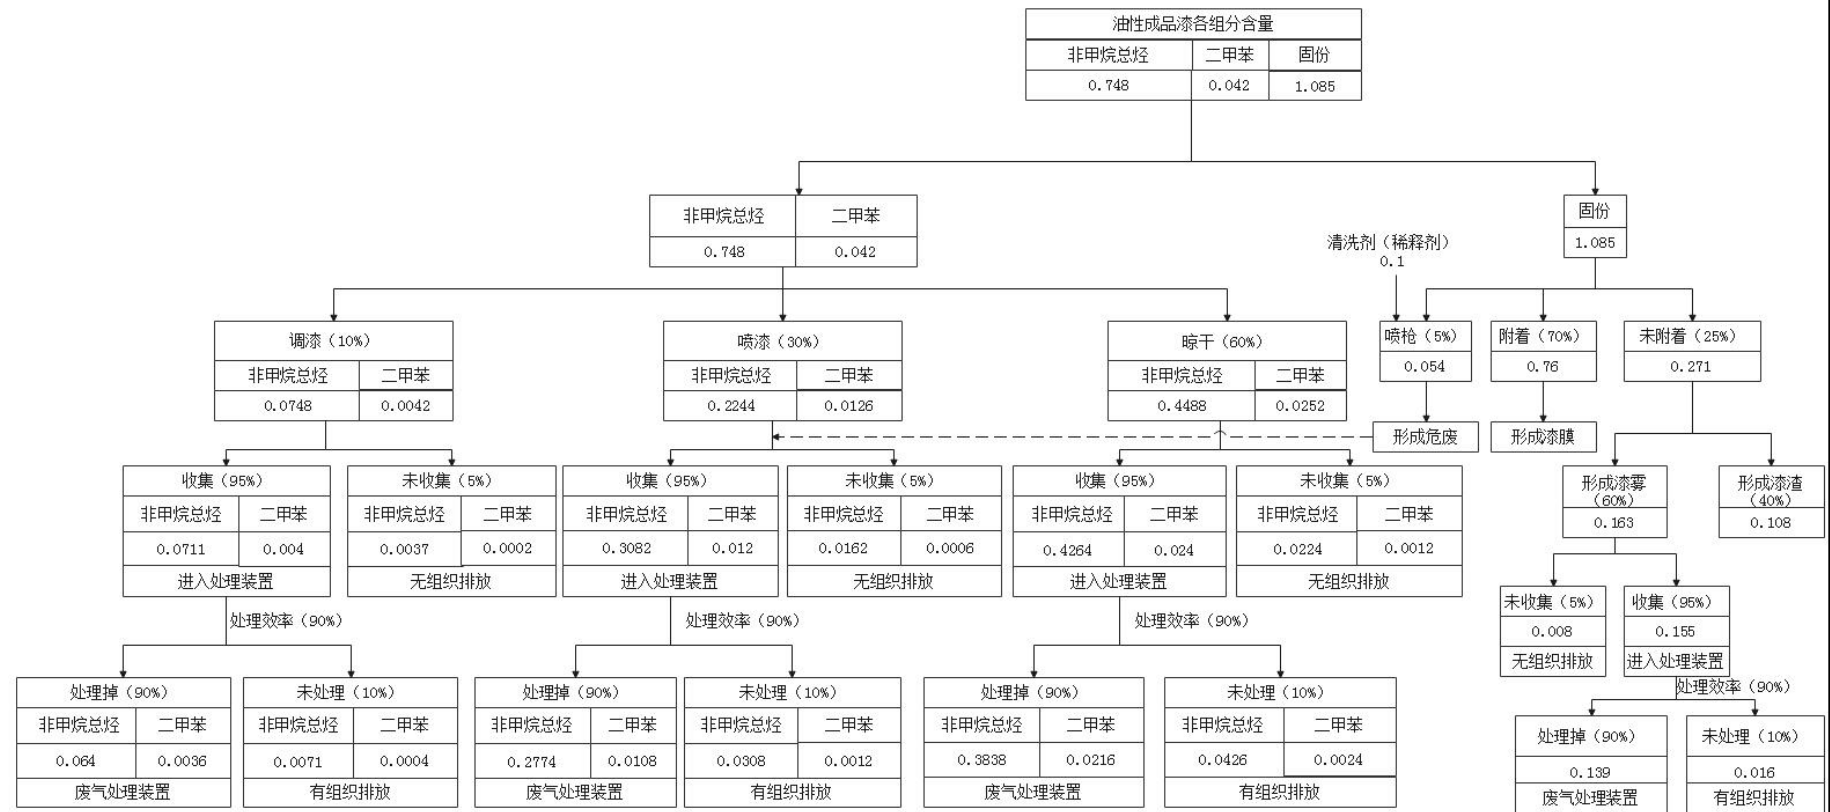 油性成品漆各组分含量
非甲烷总烃 二甲苯 固份
0.748 0.042 1.085
非甲烷总烃 二甲苯
0.748 0.042
固份
1.085
清洗剂（稀释剂）
0.1
调漆（10%）
非甲烷总烃 二甲苯
0.0748 0.0042
喷漆（30%）
非甲烷总烃 二甲苯
0.2244 0.0126
晾干（60%）
非甲烷总烃 二甲苯
0.4488 0.0252
喷枪（5%）
0.054
附着（70%）
0.76
未附着（25%）
0.271
形成危废
形成漆膜
收集（95%）
非甲烷总烃 二甲苯
0.0711 0.004
进入处理装置
未收集（5%）
非甲烷总烃 二甲苯
0.0037 0.0002
无组织排放
收集（95%）
非甲烷总烃 二甲苯
0.3082 0.012
进入处理装置
未收集（5%）
非甲烷总烃 二甲苯
0.0162 0.0006
无组织排放
收集（95%）
非甲烷总烃 二甲苯
0.4264 0.024
进入处理装置
未收集（5%）
非甲烷总烃 二甲苯
0.0224 0.0012
无组织排放
形成漆雾
（60%）
0.163
形成漆渣
（40%）
0.108
未收集（5%）
0.008
无组织排放
收集（95%）
0.155
进入处理装置
处理效率（90%）
处理效率（90%）
处理效率（90%）
处理效率（90%）
处理掉（90%）
非甲烷总烃 二甲苯
0.064 0.0036
废气处理装置
未处理（10%）
非甲烷总烃 二甲苯
0.0071 0.0004
有组织排放
处理掉（90%）
非甲烷总烃 二甲苯
0.2774 0.0108
废气处理装置
未处理（10%）
非甲烷总烃 二甲苯
0.0308 0.0012
有组织排放
处理掉（90%）
非甲烷总烃 二甲苯
0.3838 0.0216
废气处理装置
未处理（10%）
非甲烷总烃 二甲苯
0.0426 0.0024
有组织排放
处理掉（90%）
0.139
废气处理装置
未处理（10%）
0.016
有组织排放